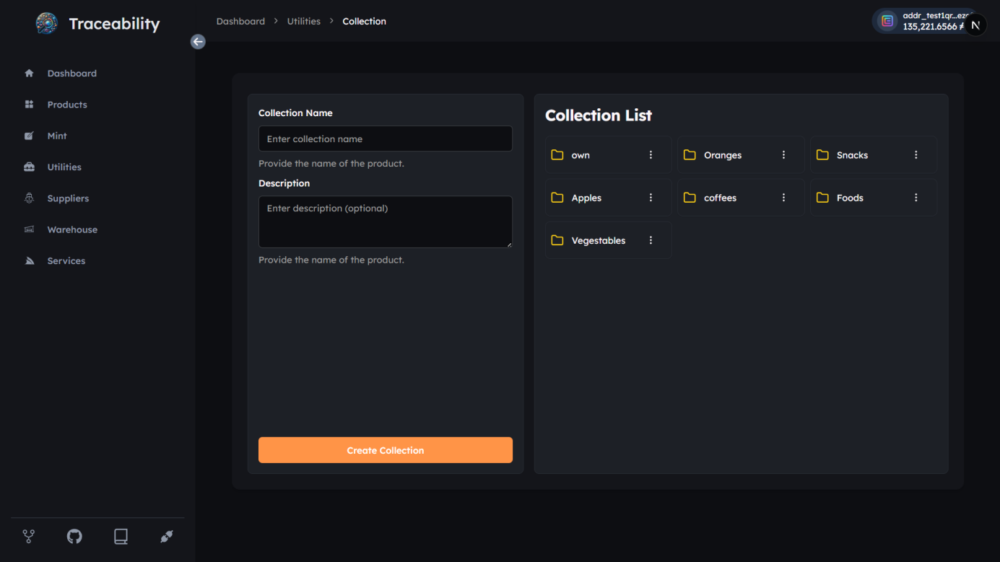 Traceability
Dashboard
Products
Mint
Utilities
Suppliers
Warehouse
Services
Dashboard > Utilities > Collection
addr_test1qr...
135,221.6566
N
Collection Name
Enter collection name
Provide the name of the product.
Description
Enter description (optional)
Provide the name of the product.
Create Collection
Collection List
own
Oranges
Snacks
Apples
coffees
Foods
Vegestables